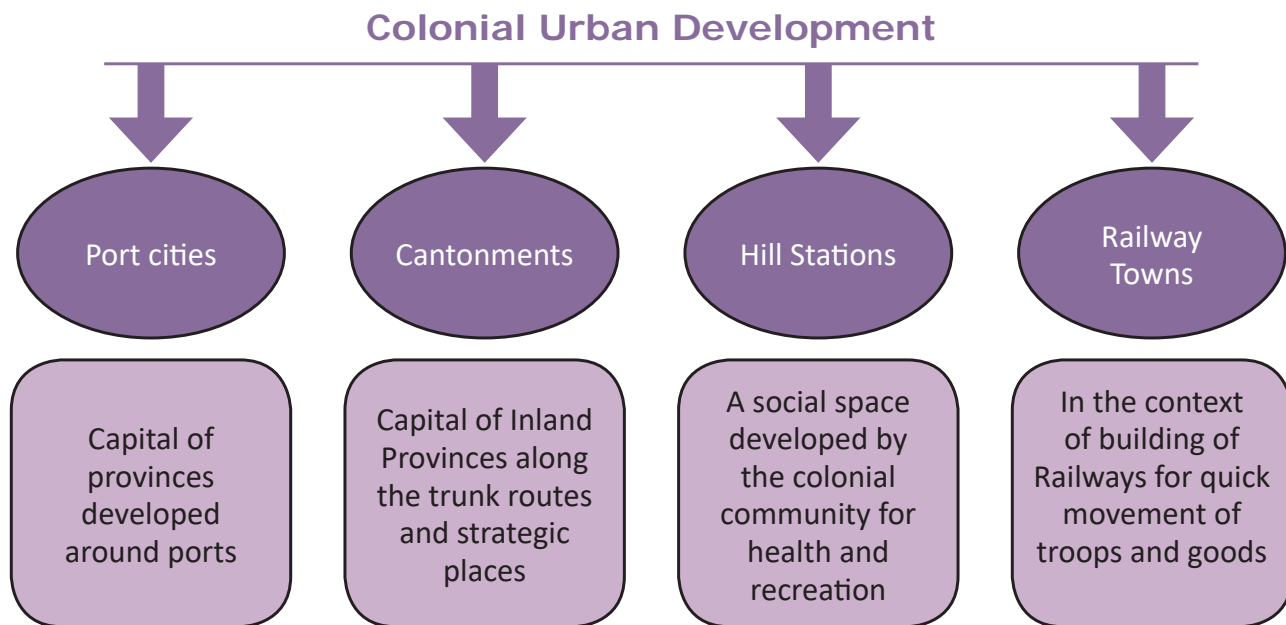 Colonial Urban Development
Port cities
Cantonments
Hill Stations
Railway
Towns
Capital of
provinces
developed
around ports
Capital of Inland
Provinces along
the trunk routes
and strategic
places
A social space
developed by
the colonial
community for
health and
recreation
In the context
of building of
Railways for quick
movement of
troops and goods